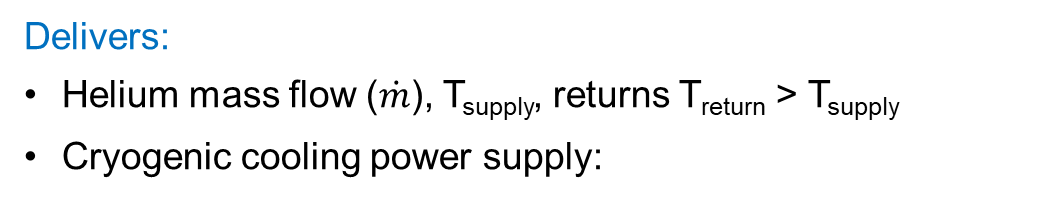 Delivers:
• Helium mass flow (ṁ), Tsupply, returns Treturn > Tsupply
• Cryogenic cooling power supply: